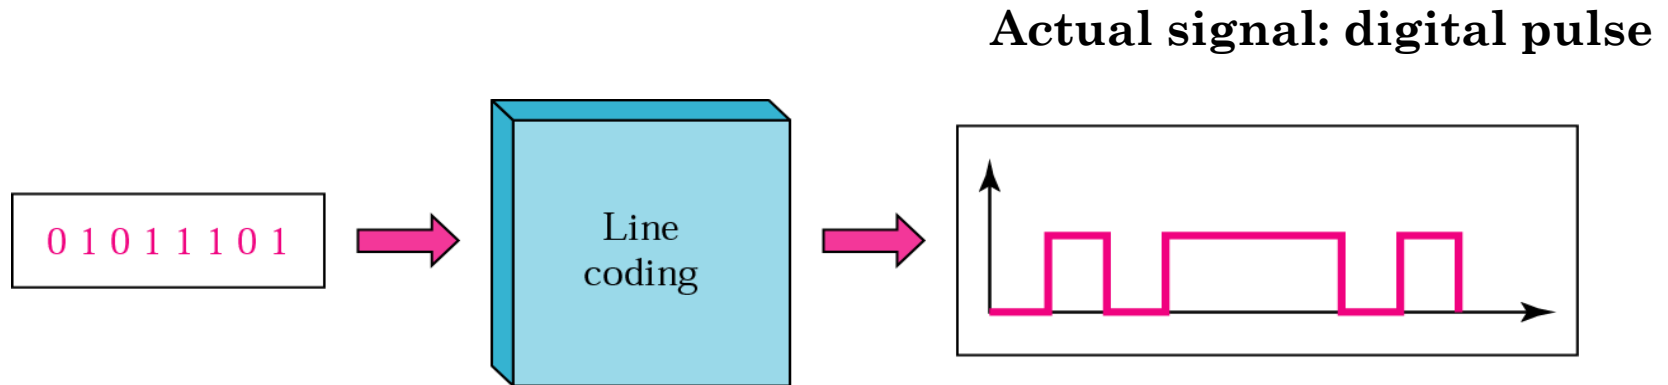 Actual signal: digital pulse
0 1 0 1 1 1 0 1
Line
coding